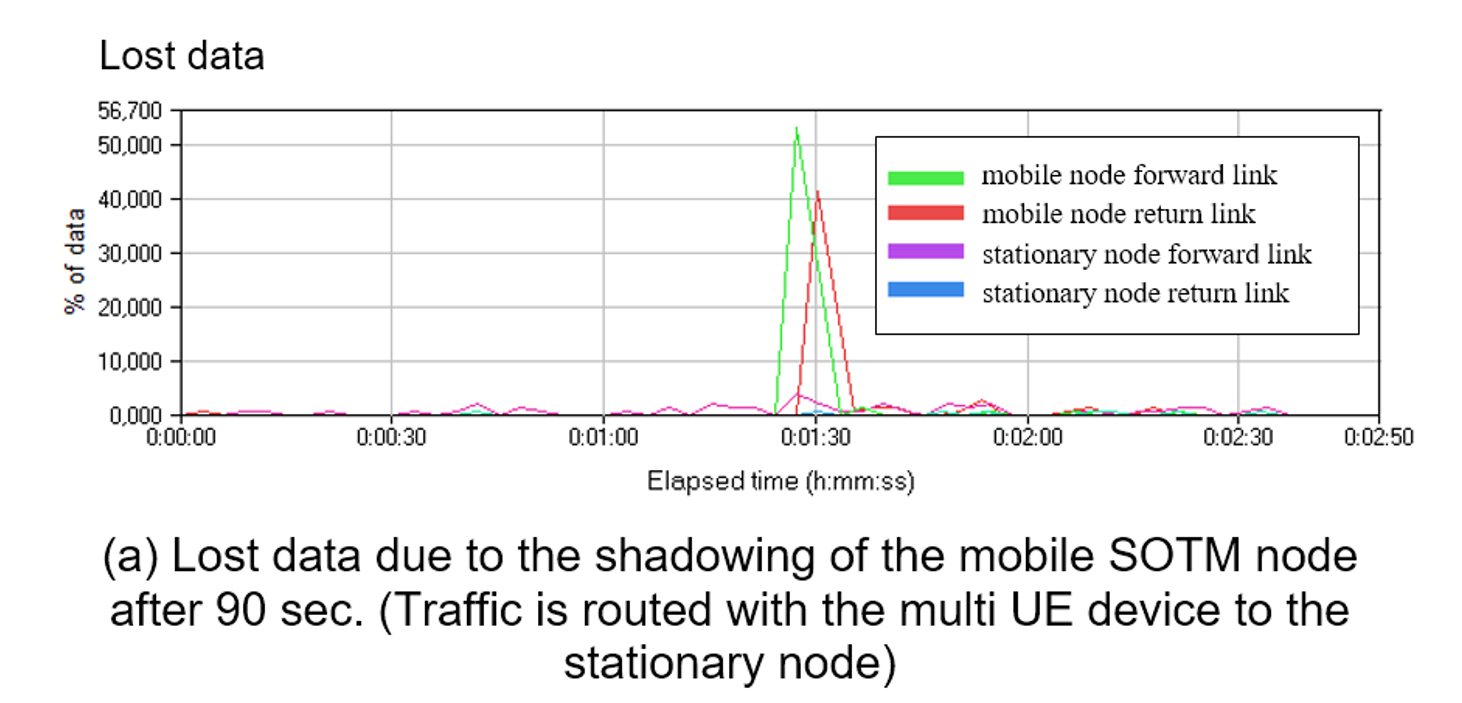 Lost data
56,700
50,000
40,000
30,000
20,000
10,000
0,000
% of data
mobile node forward link
mobile node return link
stationary node forward link
stationary node return link
0:00:00 0:00:30 0:01:00 0:01:30 0:02:00 0:02:30 0:02:50
Elapsed time (h:mm:ss)
(a) Lost data due to the shadowing of the mobile SOTM node
after 90 sec. (Traffic is routed with the multi UE device to the
stationary node)